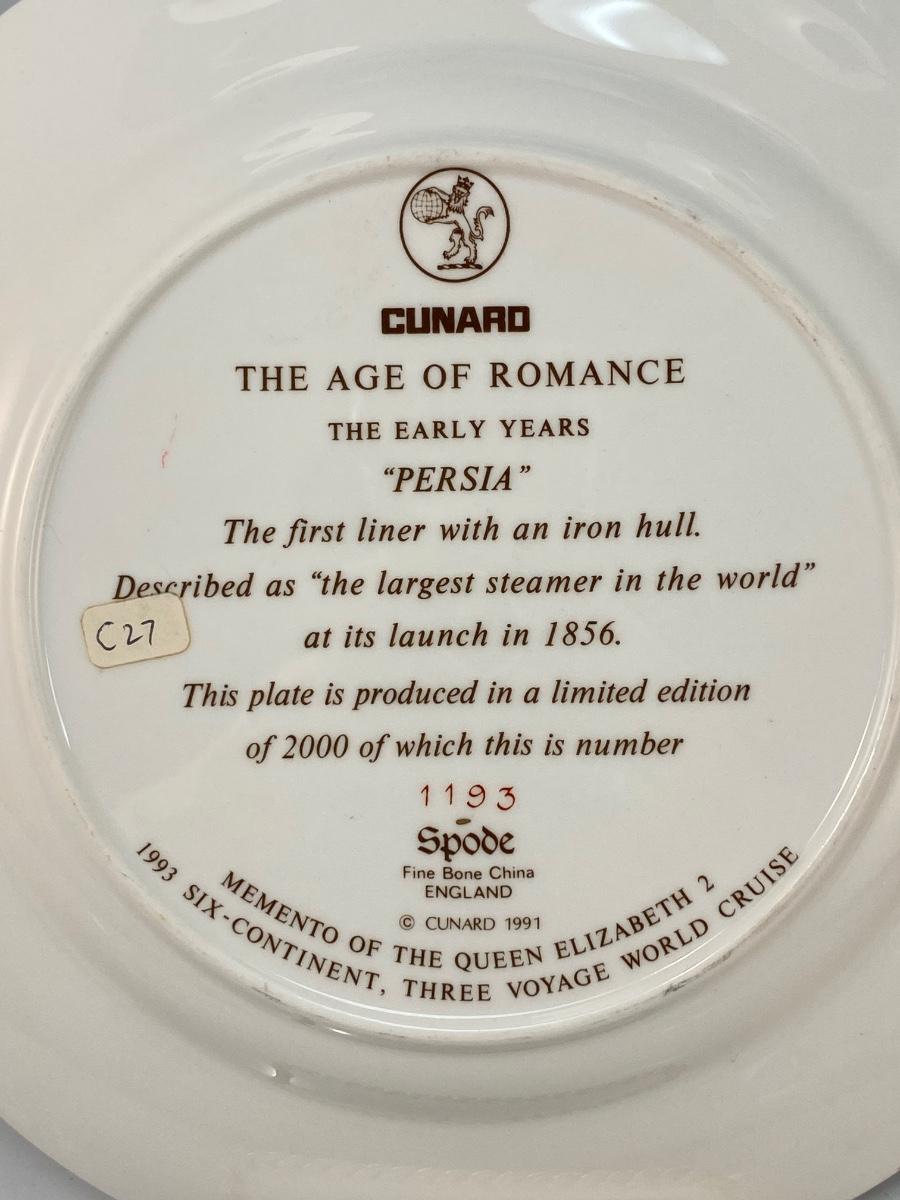 CUNARD
THE AGE OF ROMANCE
THE EARLY YEARS
“PERSIA”
The first liner with an iron hull.
Described as “the largest steamer in the world”
C27
at its launch in 1856.
This plate is produced in a limited edition
of 2000 of which this is number
1193
Spode
Fine Bone China
ENGLAND
© CUNARD 1991
MEMENTO OF THE QUEEN ELIZABETH 2
1993 SIX-CONTINENT, THREE VOYAGE WORLD CRUISE